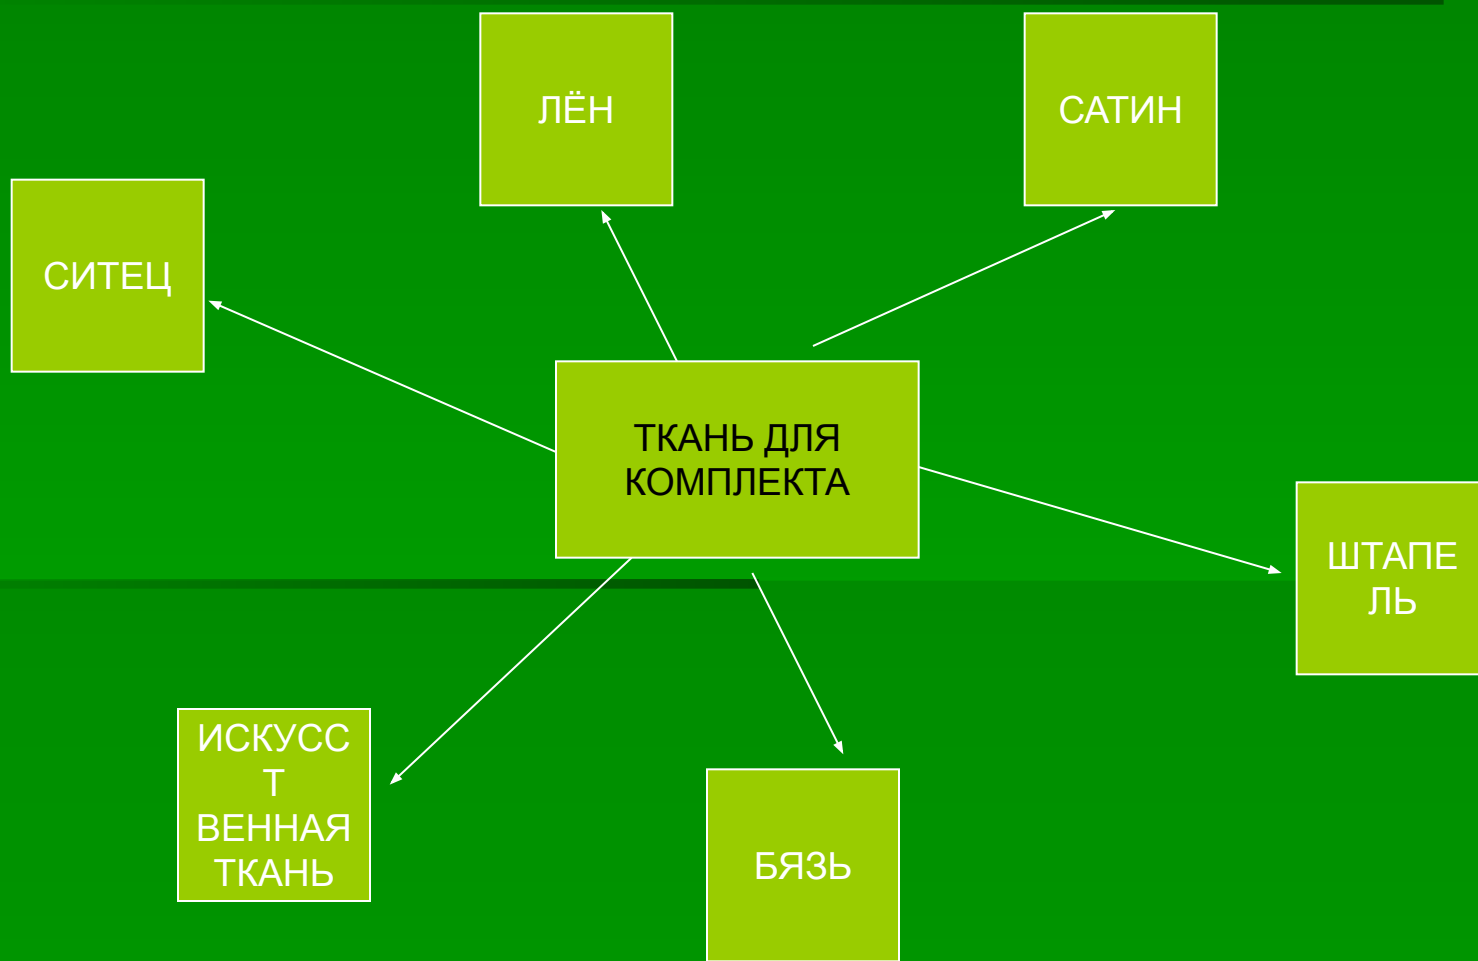 ЛЁН
САТИН
СИТЕЦ
ТКАНЬ ДЛЯ
КОМПЛЕКТА
ШТАПЕ
ЛЬ
ИСКУСС
Т
ВЕННАЯ
ТКАНЬ
БЯЗЬ